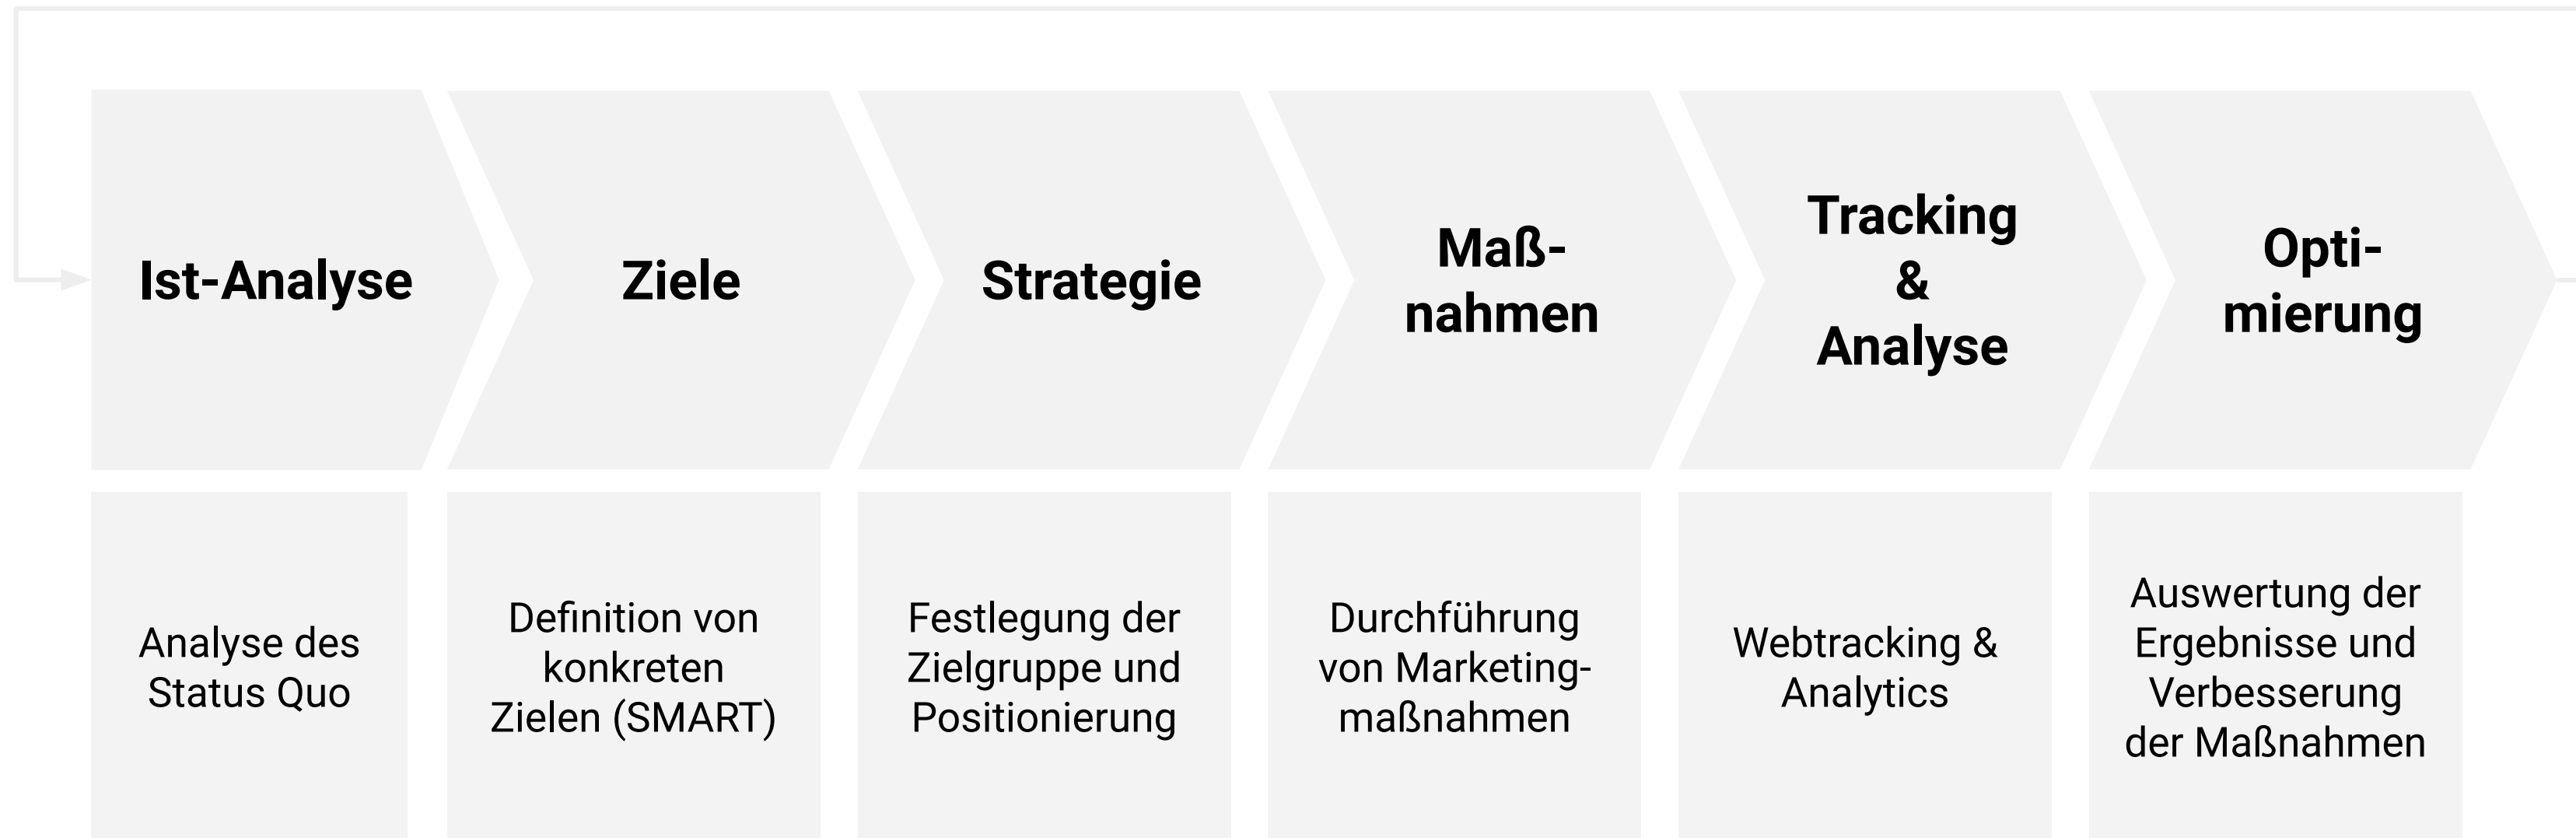 Ist-Analyse
Ziele
Strategie
Maß-
nahmen
Tracking
&
Analyse
Opti-
mierung
Analyse des
Status Quo
Definition von
konkreten
Zielen (SMART)
Festlegung der
Zielgruppe und
Positionierung
Durchführung
von Marketing-
maßnahmen
Webtracking &
Analytics
Auswertung der
Ergebnisse und
Verbesserung
der Maßnahmen